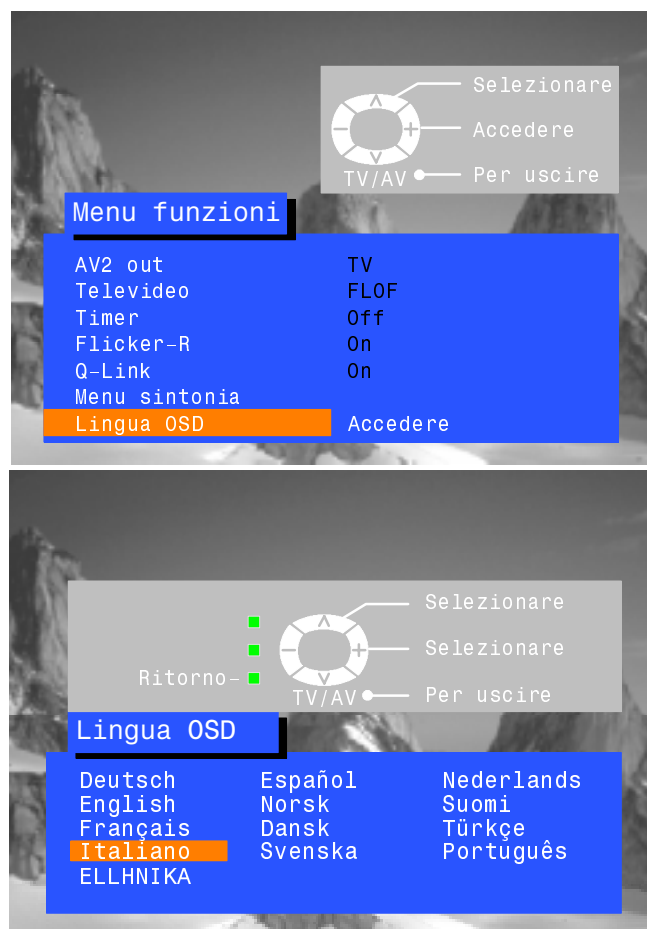 Selezionare
Accedere
TV/AV Per uscire
Menu funzioni
AV2 out TV
Televideo FLOF
Timer Off
Flicker-R On
Q-Link On
Menu sintonia
Lingua OSD Accedere
Selezionare
Selezionare
Ritorno-
TV/AV Per uscire
Lingua OSD
Deutsch Español Nederlands
English Norsk Suomi
Français Dansk Türkçe
Italiano Svenska Português
ELLHNIKA